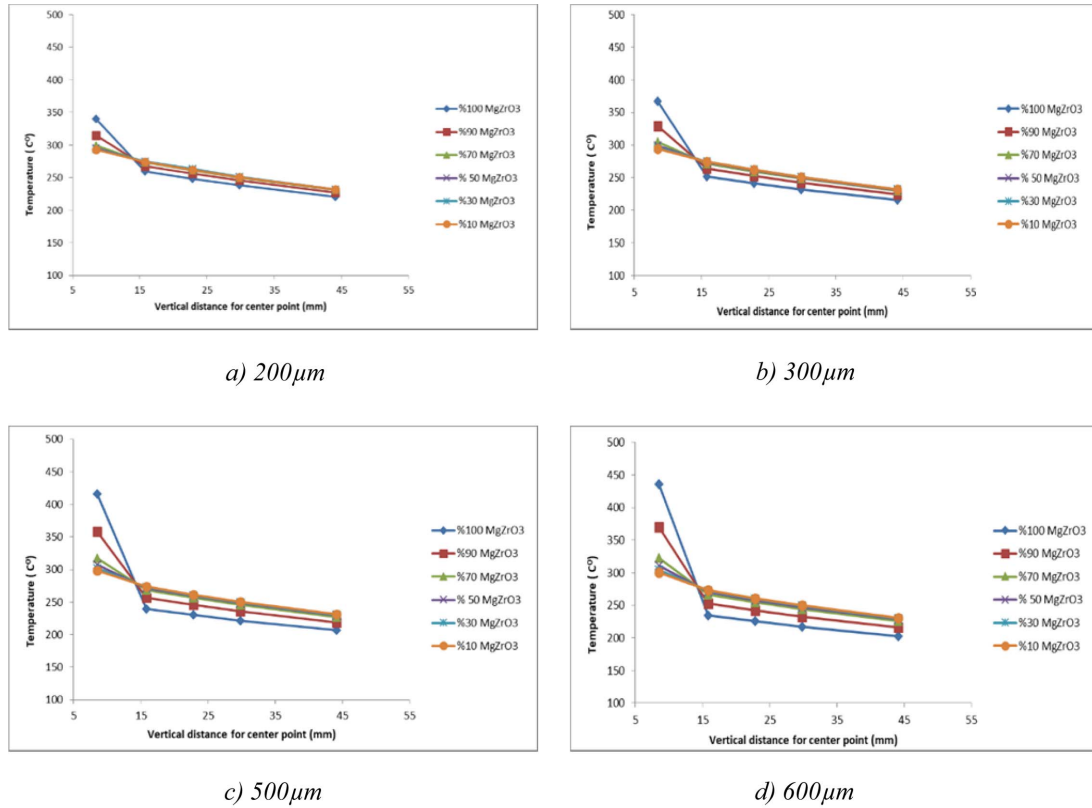 500
450
400
350
300
250
200
150
100
Temperature ( C⁰)
5 15 25 35 45 55
Vertical distance for center point (mm)
%100 MgZrO3
%90 MgZrO3
%70 MgZrO3
% 50 MgZrO3
%30 MgZrO3
%10 MgZrO3
a) 200µm
500
450
400
350
300
250
200
150
100
Temperature ( C⁰)
5 15 25 35 45 55
Vertical distance for center point (mm)
%100 MgZrO3
%90 MgZrO3
%70 MgZrO3
% 50 MgZrO3
%30 MgZrO3
%10 MgZrO3
b) 300µm
500
450
400
350
300
250
200
150
100
Temperature ( C⁰)
5 15 25 35 45 55
Vertical distance for center point (mm)
%100 MgZrO3
%90 MgZrO3
%70 MgZrO3
% 50 MgZrO3
%30 MgZrO3
%10 MgZrO3
c) 500µm
500
450
400
350
300
250
200
150
100
Temperature ( C⁰)
5 15 25 35 45 55
Vertical distance for center point (mm)
%100 MgZrO3
%90 MgZrO3
%70 MgZrO3
% 50 MgZrO3
%30 MgZrO3
%10 MgZrO3
d) 600µm